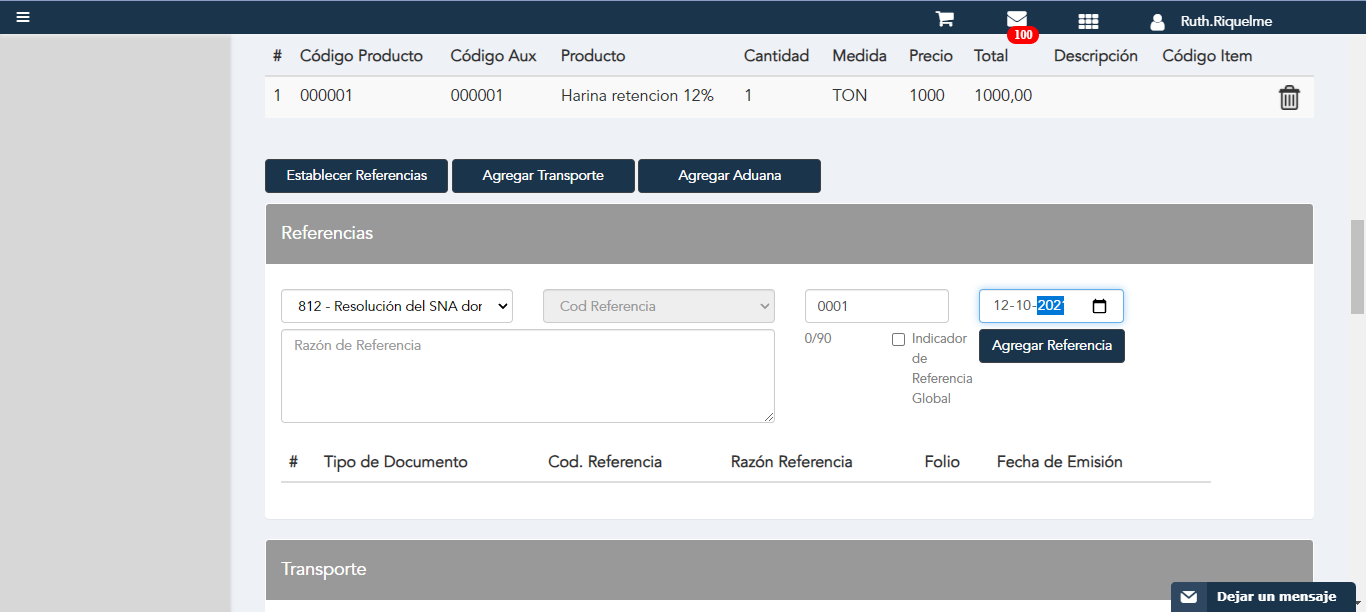 Ruth.Riquelme
100
# Código Producto Código Aux Producto Cantidad Medida Precio Total Descripción Código Item
1 000001 000001 Harina retencion 12% 1 TON 1000 1000,00
Establecer Referencias Agregar Transporte Agregar Aduana
Referencias
812 - Resolución del SNA dor Cod Referencia 0001 12-10-2021
Razón de Referencia 0/90 Indicador Agregar Referencia
de
Referencia
Global
# Tipo de Documento Cod. Referencia Razón Referencia Folio Fecha de Emisión
Transporte
Dejar un mensaje